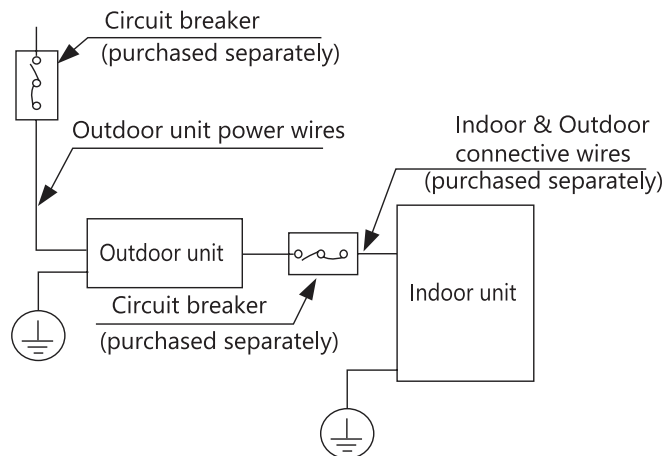 Circuit breaker
(purchased separately)
Outdoor unit power wires
Indoor & Outdoor
connective wires
(purchased separately)
Outdoor unit
Indoor unit
Circuit breaker
(purchased separately)